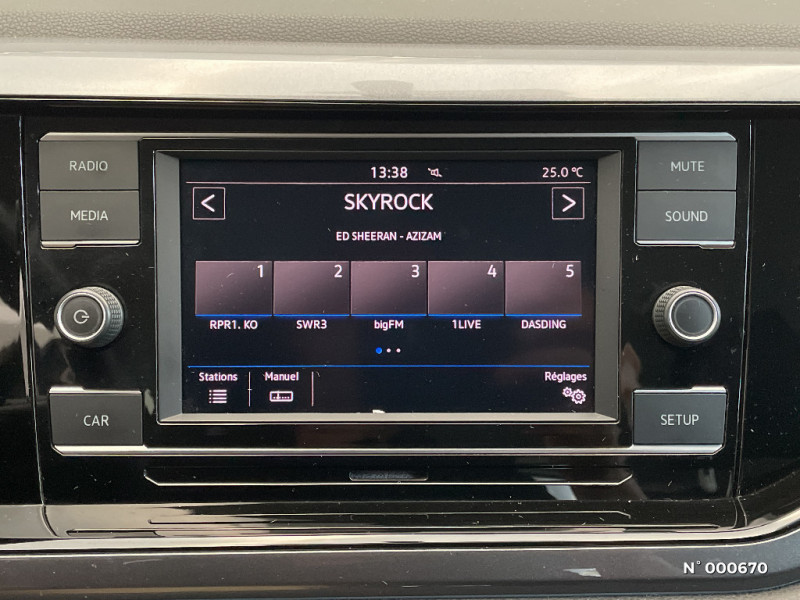 RADIO
MEDIA
CAR
13:38
25.0 °C
<
SKYROCK
>
ED SHEERAN - AZIZAM
1
2
3
4
5
RPR1. KO
SWR3
bigFM
1LIVE
DASDING
Stations
Manuel
Réglages
MUTE
SOUND
SETUP
N° 000670